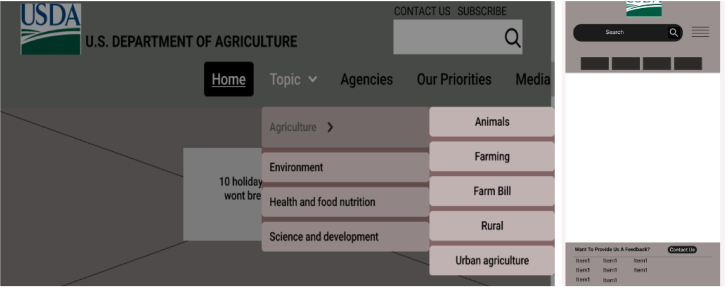 USDA
U.S. DEPARTMENT OF AGRICULTURE
CONTACT US SUBSCRIBE
Home Topic Agencies Our Priorities Media
Agriculture
Environment
Health and food nutrition
Science and development
Animals
Farming
Farm Bill
Rural
Urban agriculture
10 holiday
wont bre
Search
Want To Provide Us A Feedback? Contact Us
Item1 Item1 Item1
Item1 Item1 Item1
Item1 Item1